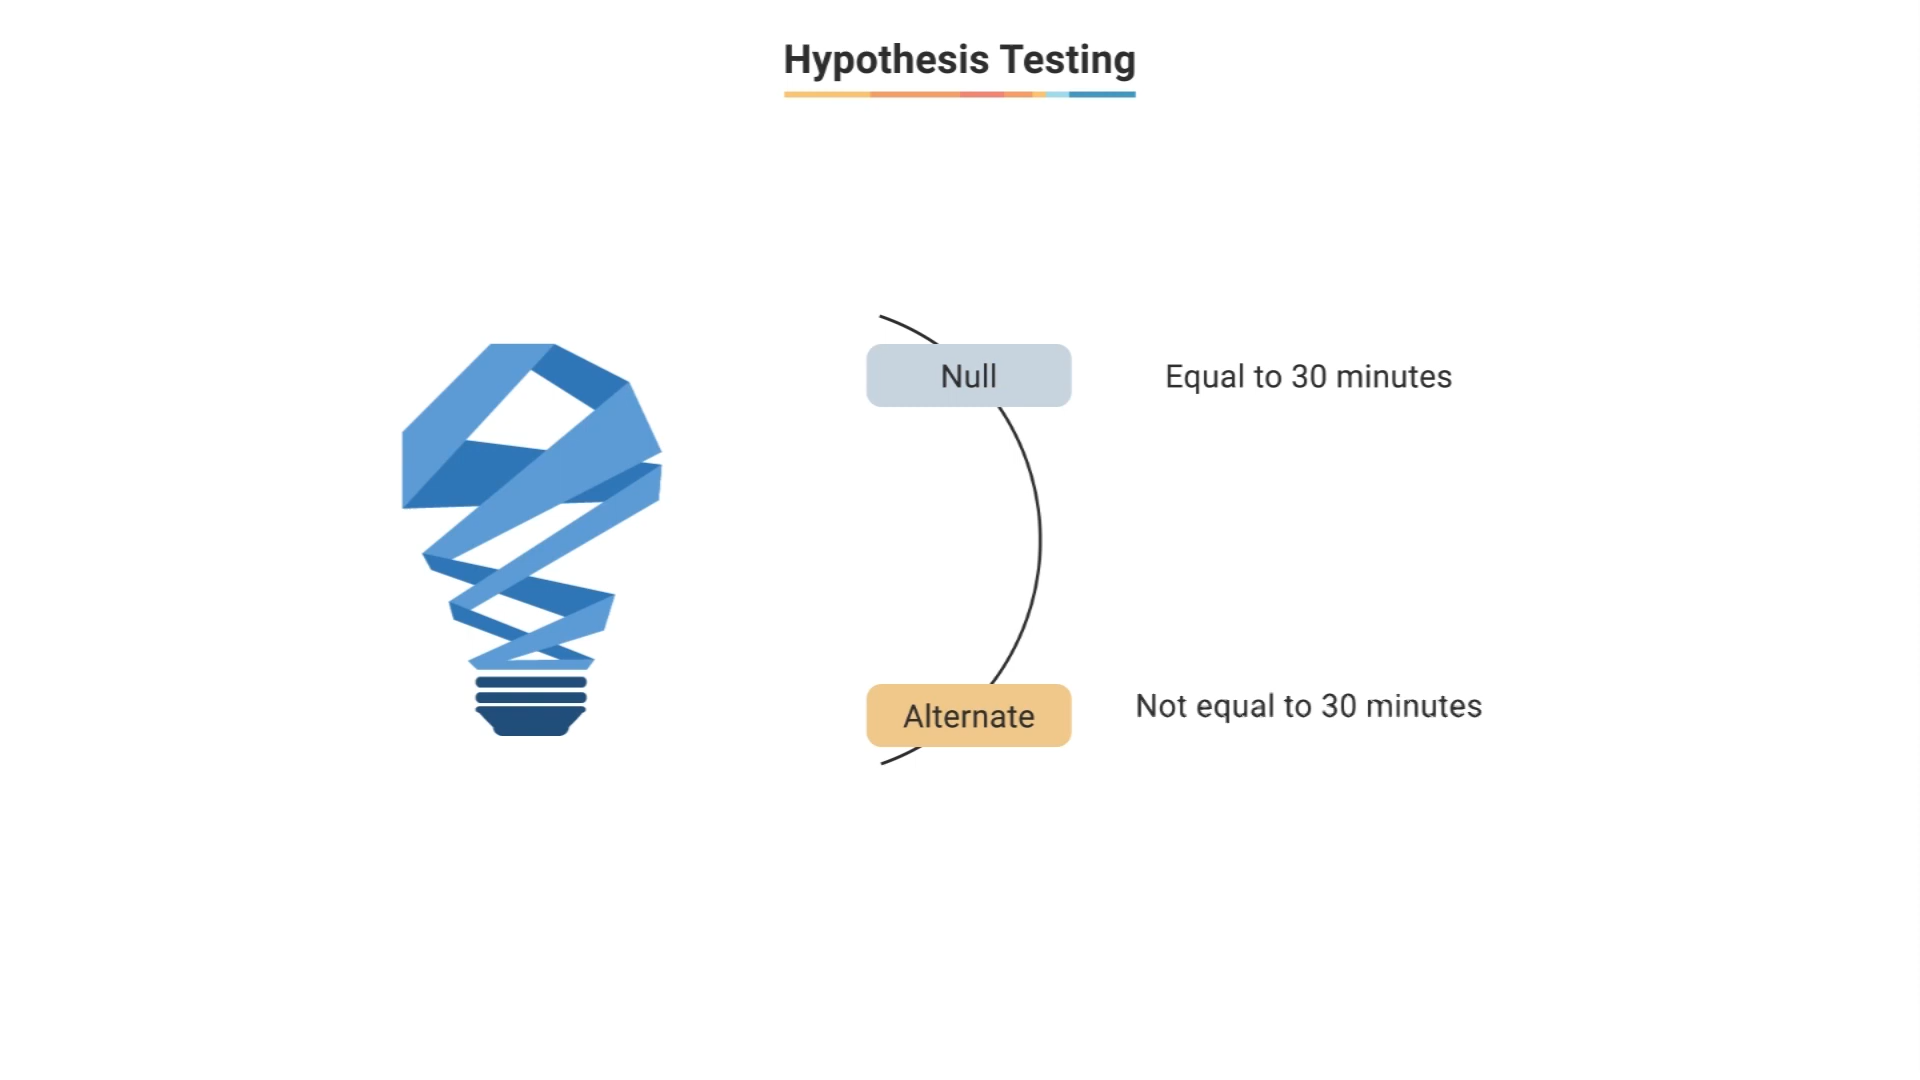 Hypothesis Testing
Null
Equal to 30 minutes
Alternate
Not equal to 30 minutes